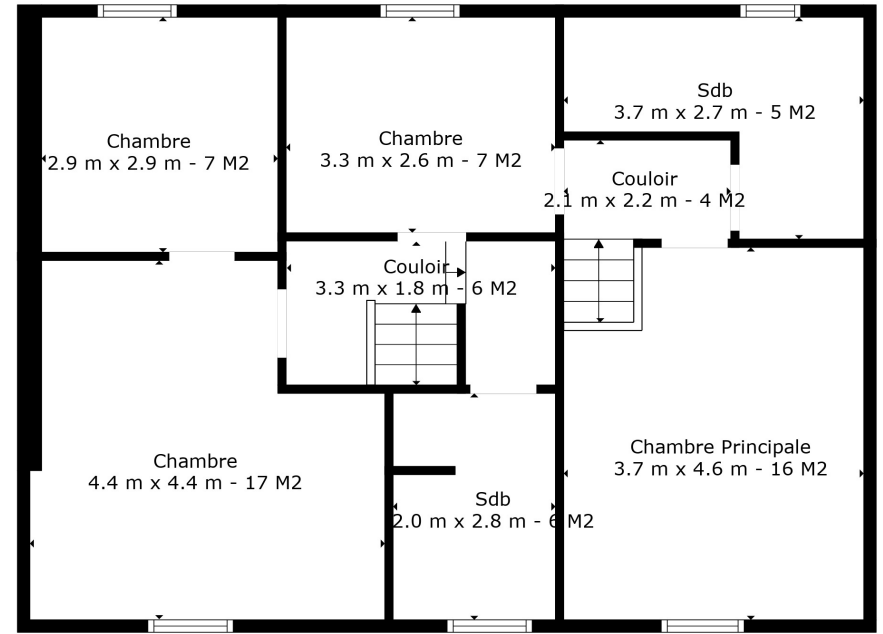 Chambre
2.9 m x 2.9 m - 7 M2
Chambre
3.3 m x 2.6 m - 7 M2
Sdb
3.7 m x 2.7 m - 5 M2
Couloir
2.1 m x 2.2 m - 4 M2
Couloir
3.3 m x 1.8 m - 6 M2
Chambre
4.4 m x 4.4 m - 17 M2
Sdb
2.0 m x 2.8 m - 6 M2
Chambre Principale
3.7 m x 4.6 m - 16 M2